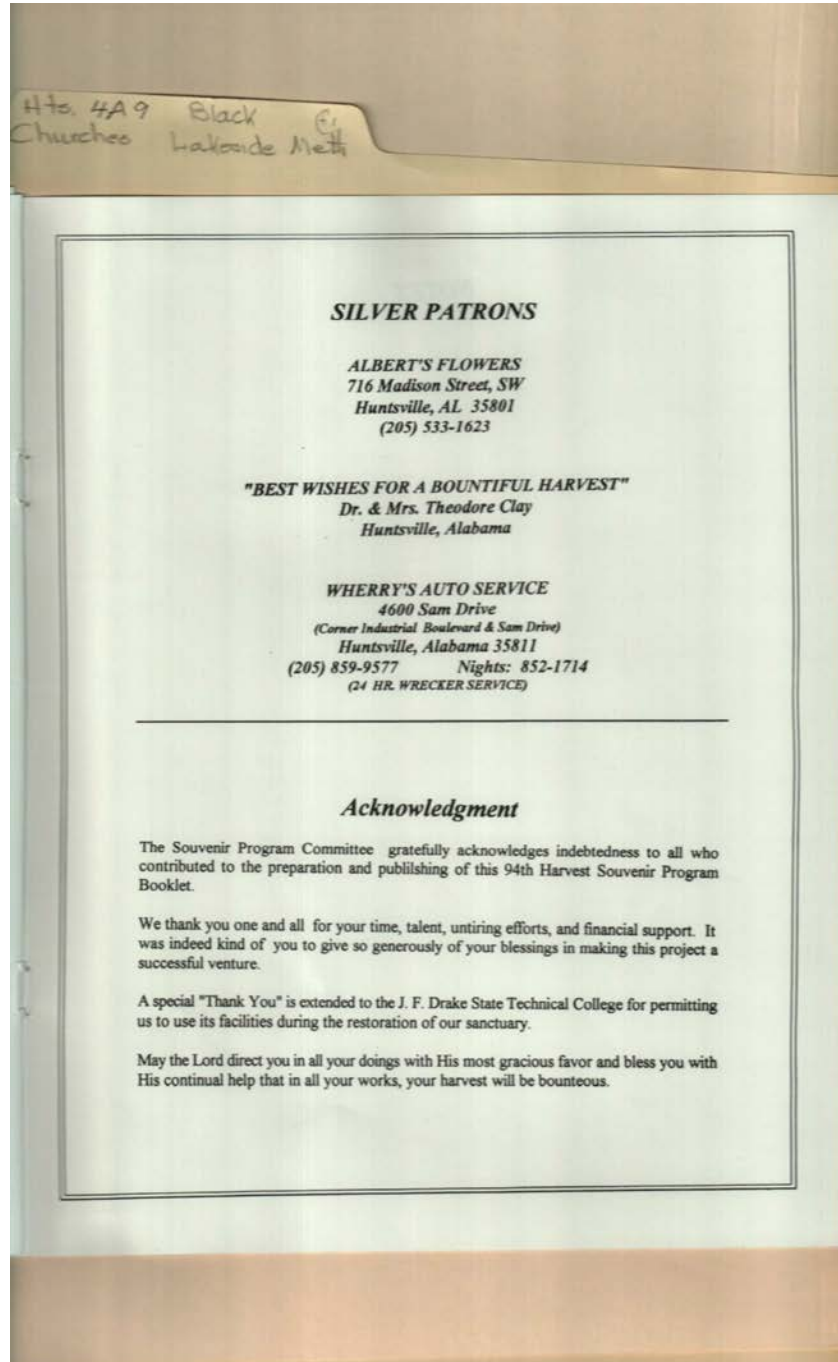 Hts. 4A9 Black
Churches Lakeside Meth
SILVER PATRONS
ALBERT'S FLOWERS
716 Madison Street, SW
Huntsville, AL 35801
(205) 533-1623
"BEST WISHES FOR A BOUNTIFUL HARVEST"
Dr. & Mrs. Theodore Clay
Huntsville, Alabama
WHERRY'S AUTO SERVICE
4600 Sam Drive
(Corner Industrial Boulevard & Sam Drive)
Huntsville, Alabama 35811
(205) 859-9577 Nights: 852-1714
(24 HR. WRECKER SERVICE)
Acknowledgment
The Souvenir Program Committee gratefully acknowledges indebtedness to all who
contributed to the preparation and publilshing of this 94th Harvest Souvenir Program
Booklet.
We thank you one and all for your time, talent, untiring efforts, and financial support. It
was indeed kind of you to give so generously of your blessings in making this project a
successful venture.
A special "Thank You" is extended to the J. F. Drake State Technical College for permitting
us to use its facilities during the restoration of our sanctuary.
May the Lord direct you in all your doings with His most gracious favor and bless you with
His continual help that in all your works, your harvest will be bounteous.